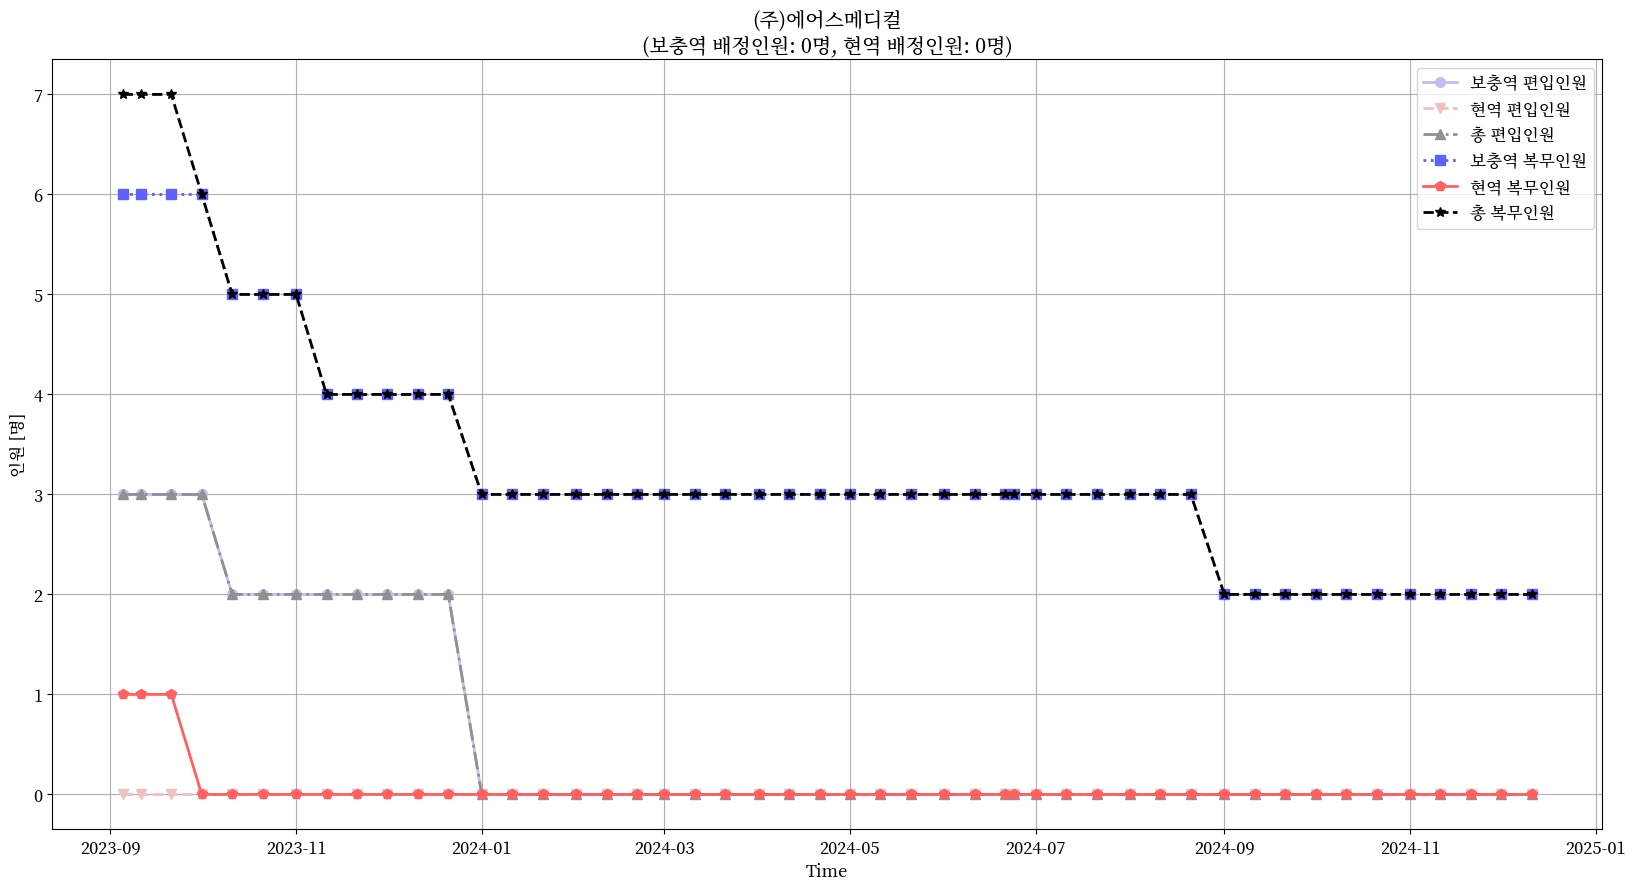 (주)에어스메디컬
(보충역 배정인원: 0명, 현역 배정인원: 0명)
보충역 편입인원
현역 편입인원
총 편입인원
보충역 복무인원
현역 복무인원
총 복무인원
인원 [명]
7
6
5
4
3
2
1
0
2023-09
2023-11
2024-01
2024-03
2024-05
2024-07
2024-09
2024-11
2025-01
Time